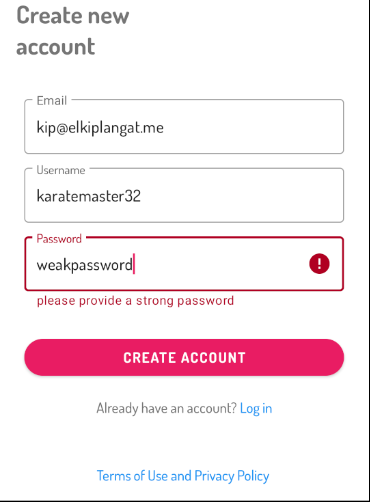 Create new
account
Email
kip@elkiplangat.me
Username
karatemaster32
Password
weakpassword
please provide a strong password
CREATE ACCOUNT
Already have an account? Log in
Terms of Use and Privacy Policy